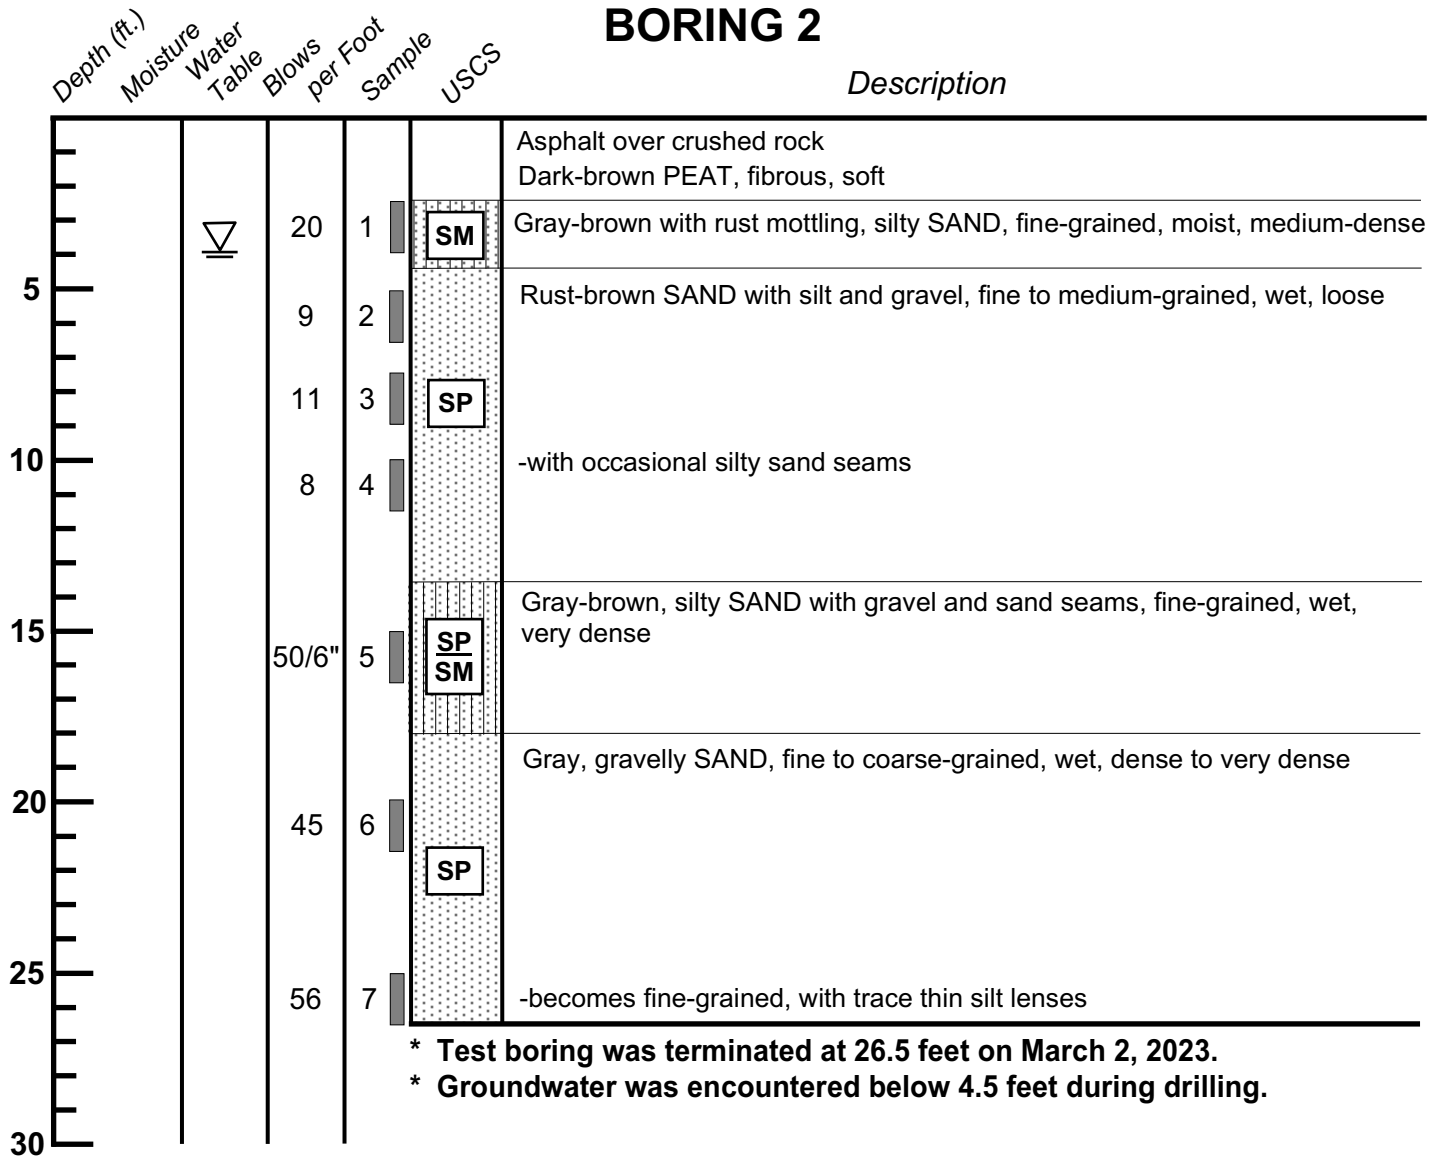 BORING 2
Depth (ft.)
Moisture
Water
Table
Blows
per Foot
Sample
USCS
Description
Asphalt over crushed rock
Dark-brown PEAT, fibrous, soft
20 1 SM Gray-brown with rust mottling, silty SAND, fine-grained, moist, medium-dense
5 Rust-brown SAND with silt and gravel, fine to medium-grained, wet, loose
9 2
11 3 SP
10 -with occasional silty sand seams
8 4
Gray-brown, silty SAND with gravel and sand seams, fine-grained, wet,
15 very dense
50/6" 5 SP
SM
Gray, gravelly SAND, fine to coarse-grained, wet, dense to very dense
20
45 6
SP
25
56 7 -becomes fine-grained, with trace thin silt lenses
* Test boring was terminated at 26.5 feet on March 2, 2023.
* Groundwater was encountered below 4.5 feet during drilling.
30